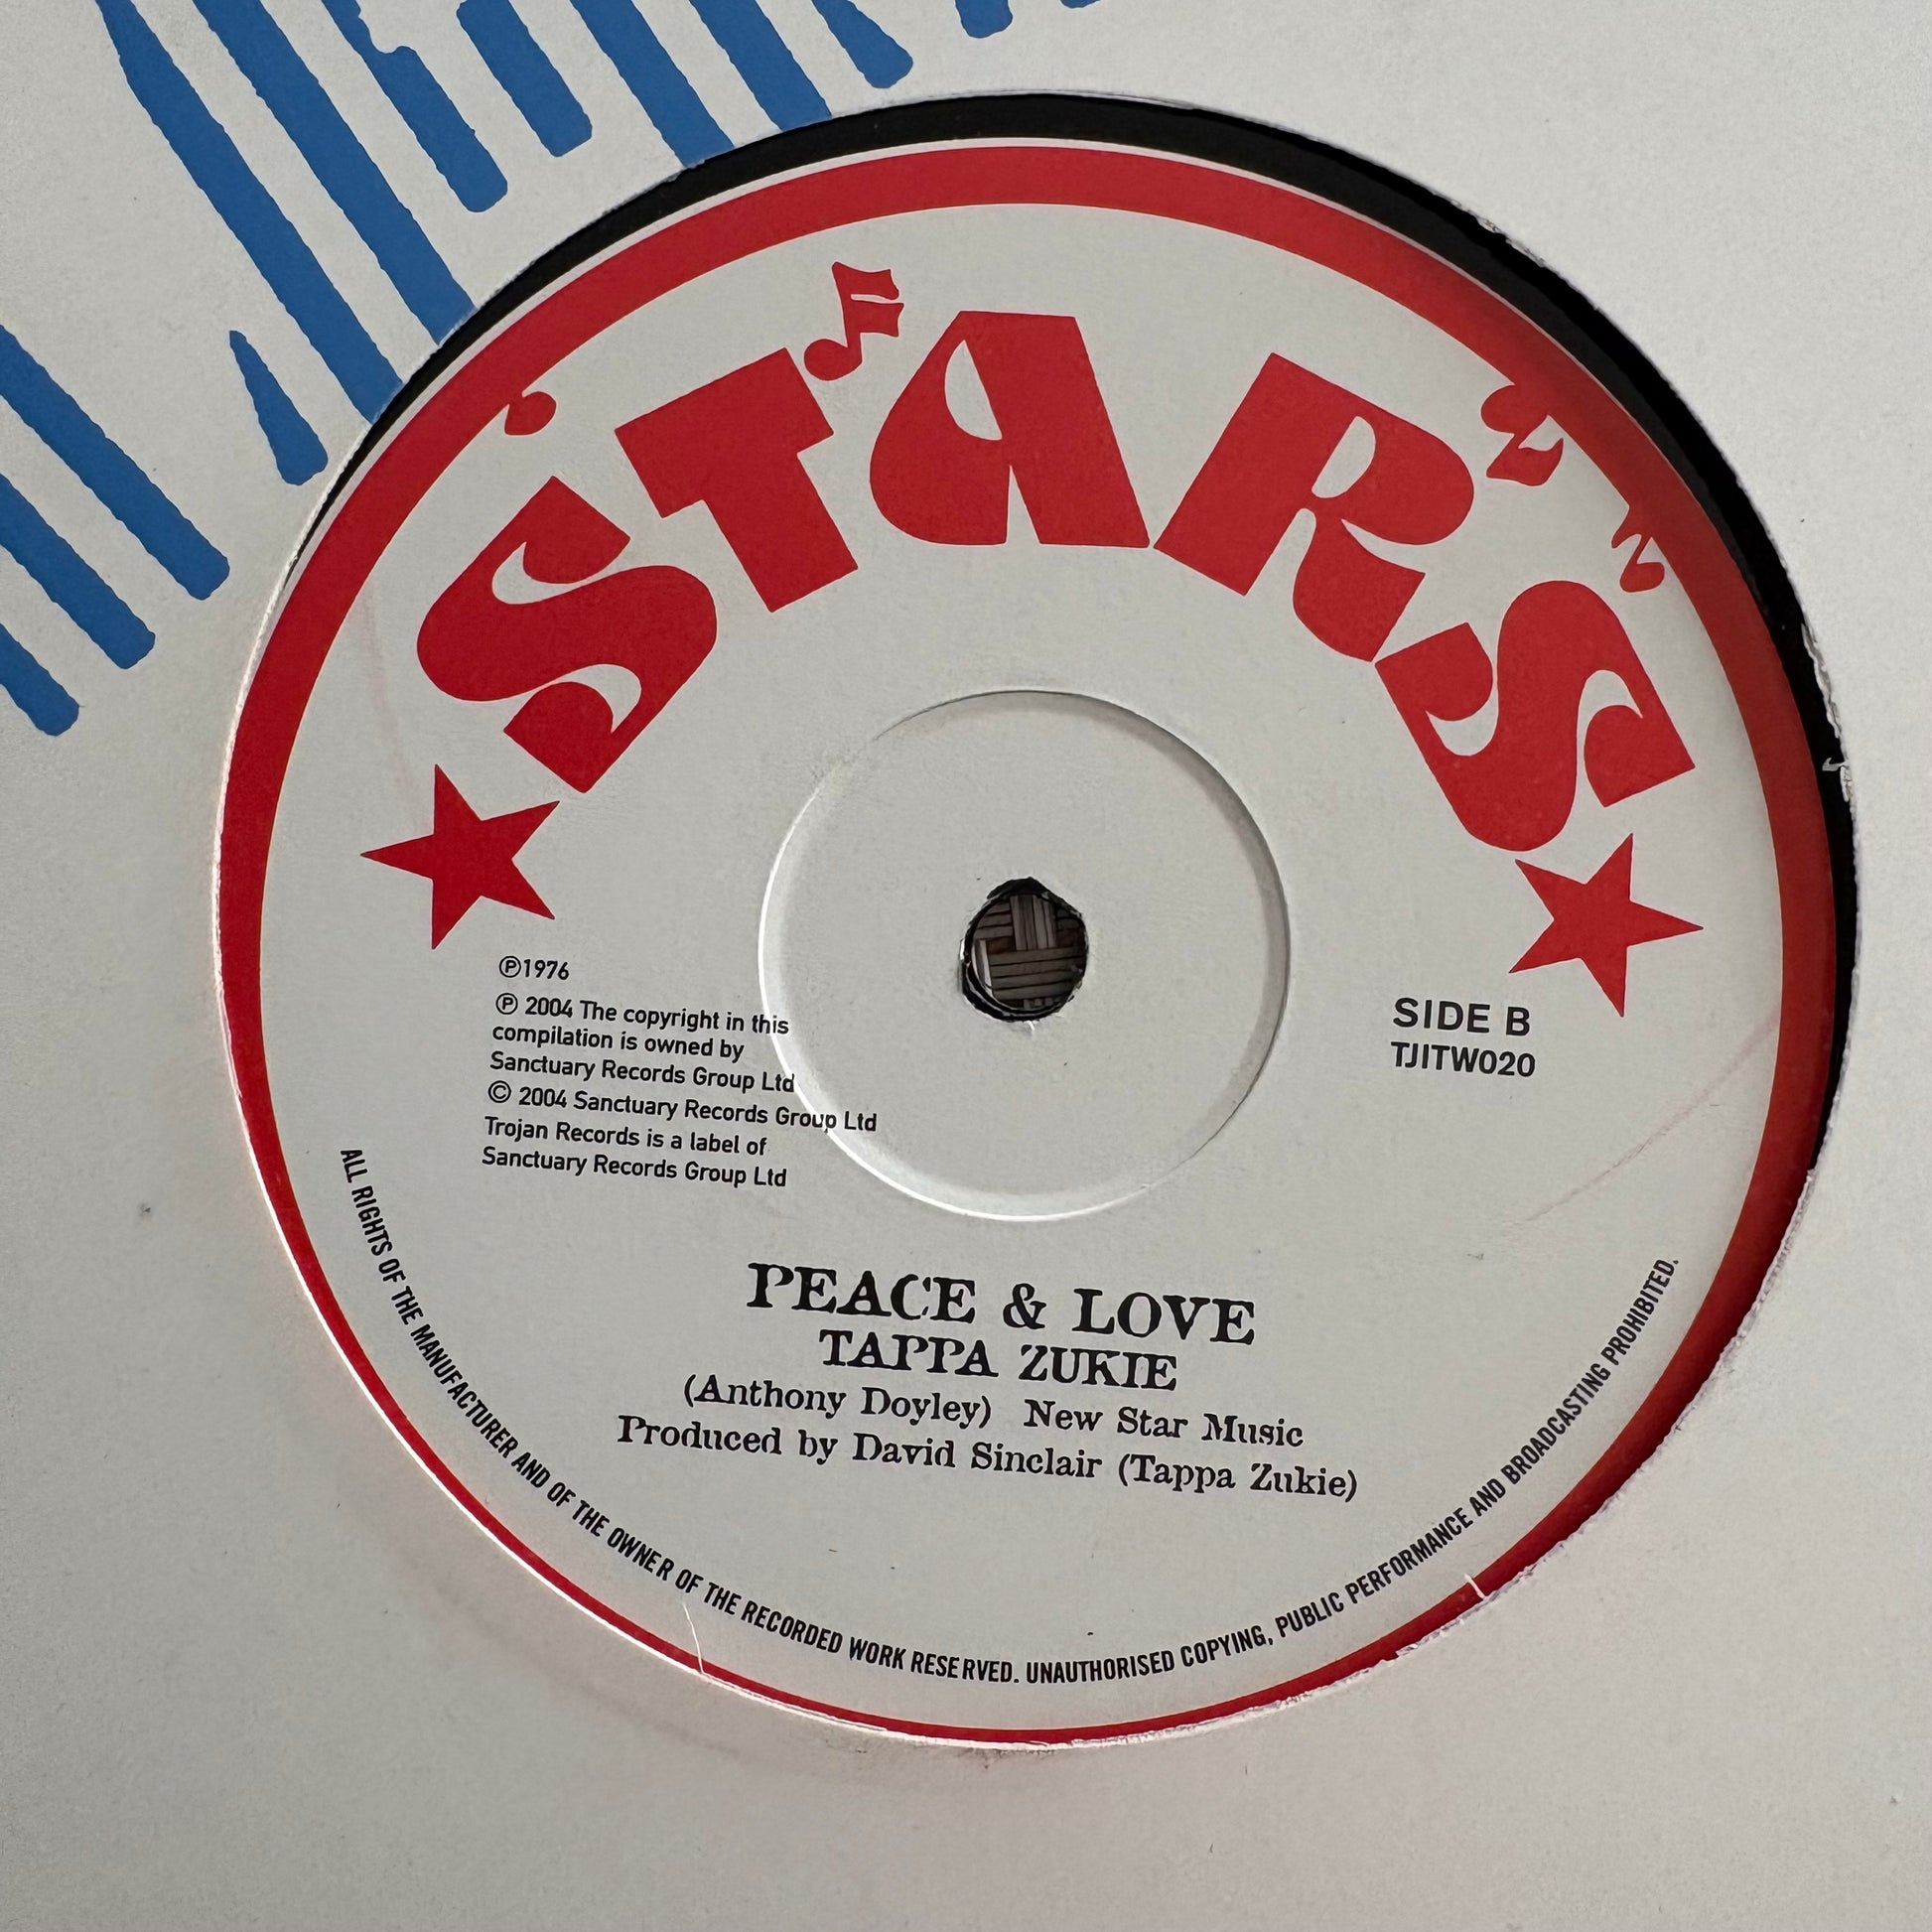 STARS
℗1976
℗ 2004 The copyright in this
compilation is owned by
Sanctuary Records Group Ltd
© 2004 Sanctuary Records Group Ltd
Trojan Records is a label of
Sanctuary Records Group Ltd
SIDE B
TJITW020
PEACE & LOVE
TAPPA ZUKIE
(Anthony Doyley) New Star Music
Produced by David Sinclair (Tappa Zukie)
ALL RIGHTS OF THE MANUFACTURER AND OF THE OWNER OF THE RECORDED WORK RESERVED. UNAUTHORISED COPYING, PUBLIC PERFORMANCE AND BROADCASTING PROHIBITED.